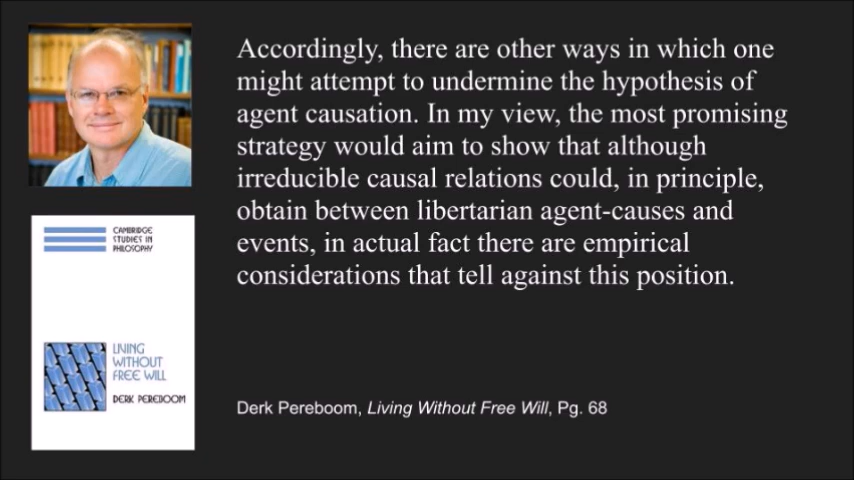 Accordingly, there are other ways in which one
might attempt to undermine the hypothesis of
agent causation. In my view, the most promising
strategy would aim to show that although
irreducible causal relations could, in principle,
obtain between libertarian agent-causes and
events, in actual fact there are empirical
considerations that tell against this position.
CAMBRIDGE
STUDIES IN
PHILOSOPHY
LIVING
WITHOUT
FREE WILL
DERK PEREBOOM
Derk Pereboom, Living Without Free Will, Pg. 68